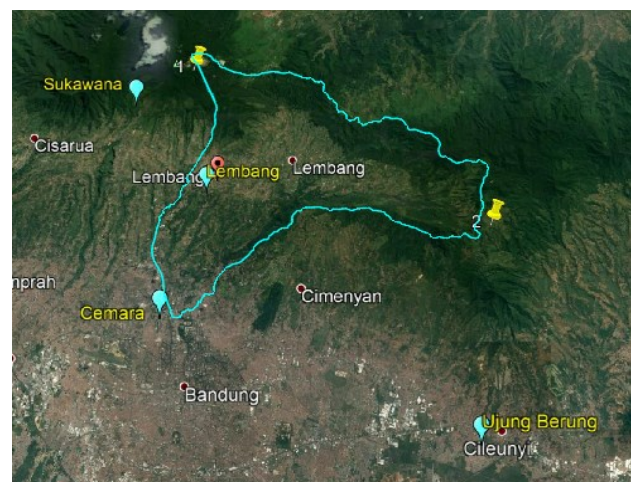 Sukawana
Cisarua
Lembang
Lembang
Lembang
2
mprah
Cemara
Cimenyan
Bandung
Ujung Berung
Cileunyi